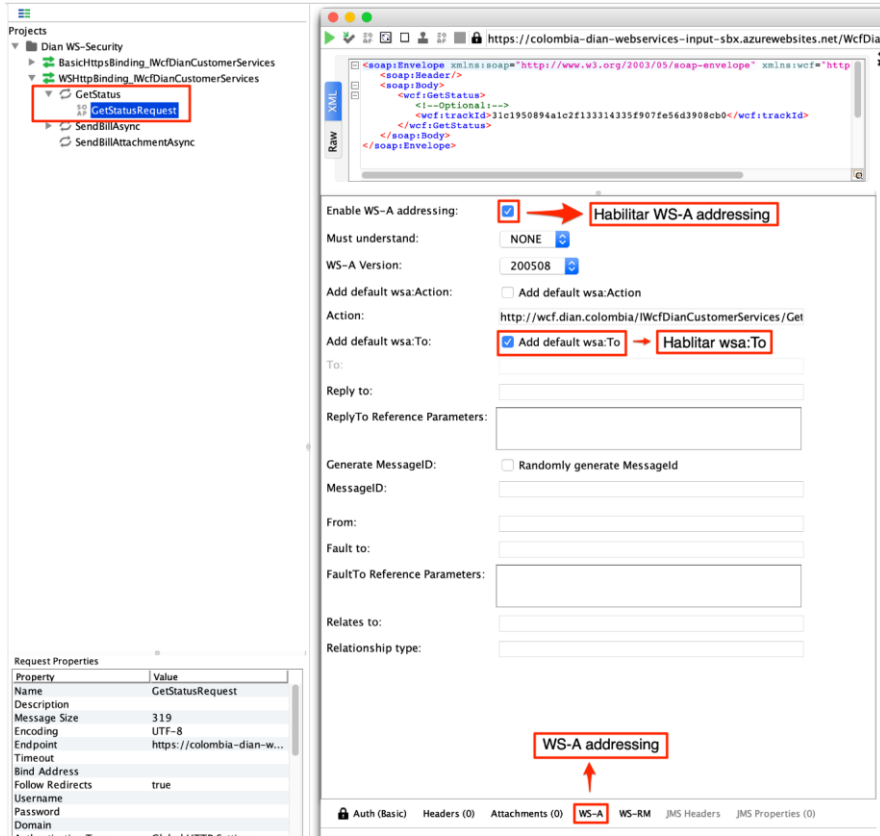 Projects
Dian WS-Security
BasicHttpsBinding_IWcfDianCustomerServices
WSHttpBinding_IWcfDianCustomerServices
GetStatus
GetStatusRequest
SendBillAsync
SendBillAttachmentAsync
https://colombia-dian-webservices-input-sbx.azurewebsites.net/WcfDia
XML
Raw
<soap:Envelope xmlns:soap="http://www.w3.org/2003/05/soap-envelope" xmlns:wcf="http
<soap:Header/>
<soap:Body>
<wcf:GetStatus>
<!--Optional:-->
<wcf:trackId>31c1950894a1c2f133314335f907fe56d3908cb0</wcf:trackId>
</wcf:GetStatus>
</soap:Body>
</soap:Envelope>
Enable WS-A addressing:
Habilitar WS-A addressing
Must understand: NONE
WS-A Version: 200508
Add default wsa:Action: Add default wsa:Action
Action: http://wcf.dian.colombia/IWcfDianCustomerServices/Get
Add default wsa:To: Add default wsa:To Hablitar wsa:To
To:
Reply to:
ReplyTo Reference Parameters:
Generate MessageID: Randomly generate MessageId
MessageID:
From:
Fault to:
FaultTo Reference Parameters:
Relates to:
Relationship type:
Request Properties
Property Value
Name GetStatusRequest
Description
Message Size 319
Encoding UTF-8
Endpoint https://colombia-dian-w...
Timeout
Bind Address
Follow Redirects true
Username
Password
Domain
WS-A addressing
Auth (Basic) Headers (0) Attachments (0) WS-A WS-RM JMS Headers JMS Properties (0)